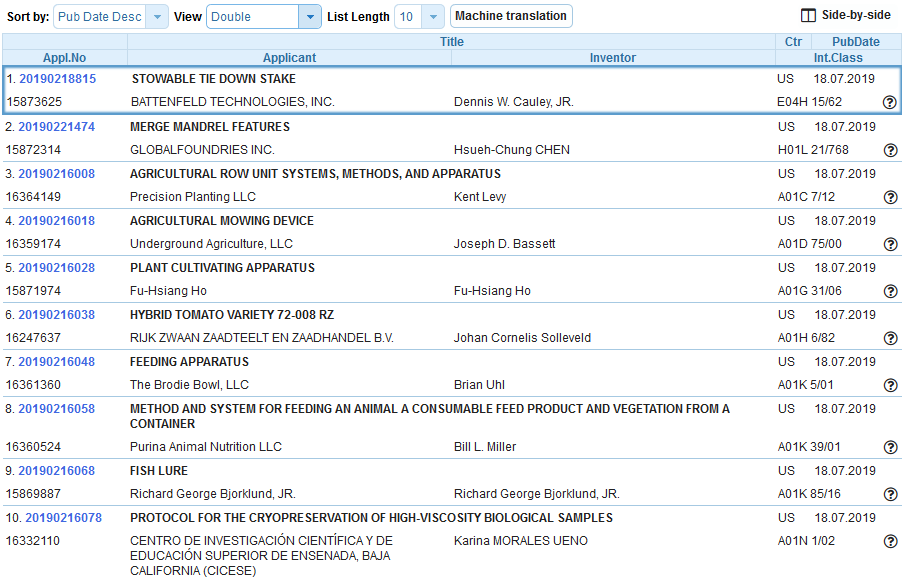 Sort by: Pub Date Desc View Double List Length 10 Machine translation Side-by-side
Title Ctr PubDate
Appl.No Applicant Inventor Int.Class
1. 20190218815 STOWABLE TIE DOWN STAKE US 18.07.2019
15873625 BATTENFELD TECHNOLOGIES, INC. Dennis W. Cauley, JR. E04H 15/62 ?
2. 20190221474 MERGE MANDREL FEATURES US 18.07.2019
15872314 GLOBALFOUNDRIES INC. Hsueh-Chung CHEN H01L 21/768 ?
3. 20190216008 AGRICULTURAL ROW UNIT SYSTEMS, METHODS, AND APPARATUS US 18.07.2019
16364149 Precision Planting LLC Kent Levy A01C 7/12 ?
4. 20190216018 AGRICULTURAL MOWING DEVICE US 18.07.2019
16359174 Underground Agriculture, LLC Joseph D. Bassett A01D 75/00 ?
5. 20190216028 PLANT CULTIVATING APPARATUS US 18.07.2019
15871974 Fu-Hsiang Ho Fu-Hsiang Ho A01G 31/06 ?
6. 20190216038 HYBRID TOMATO VARIETY 72-008 RZ US 18.07.2019
16247637 RIJK ZWAAN ZAADTEELT EN ZAADHANDEL B.V. Johan Cornelis Solleveld A01H 6/82 ?
7. 20190216048 FEEDING APPARATUS US 18.07.2019
16361360 The Brodie Bowl, LLC Brian Uhl A01K 5/01 ?
8. 20190216058 METHOD AND SYSTEM FOR FEEDING AN ANIMAL A CONSUMABLE FEED PRODUCT AND VEGETATION FROM A US 18.07.2019
CONTAINER
16360524 Purina Animal Nutrition LLC Bill L. Miller A01K 39/01 ?
9. 20190216068 FISH LURE US 18.07.2019
15869887 Richard George Bjorklund, JR. Richard George Bjorklund, JR. A01K 85/16 ?
10. 20190216078 PROTOCOL FOR THE CRYOPRESERVATION OF HIGH-VISCOSITY BIOLOGICAL SAMPLES US 18.07.2019
16332110 CENTRO DE INVESTIGACIÓN CIENTÍFICA Y DE Karina MORALES UENO A01N 1/02 ?
EDUCACIÓN SUPERIOR DE ENSENADA, BAJA
CALIFORNIA (CICESE)